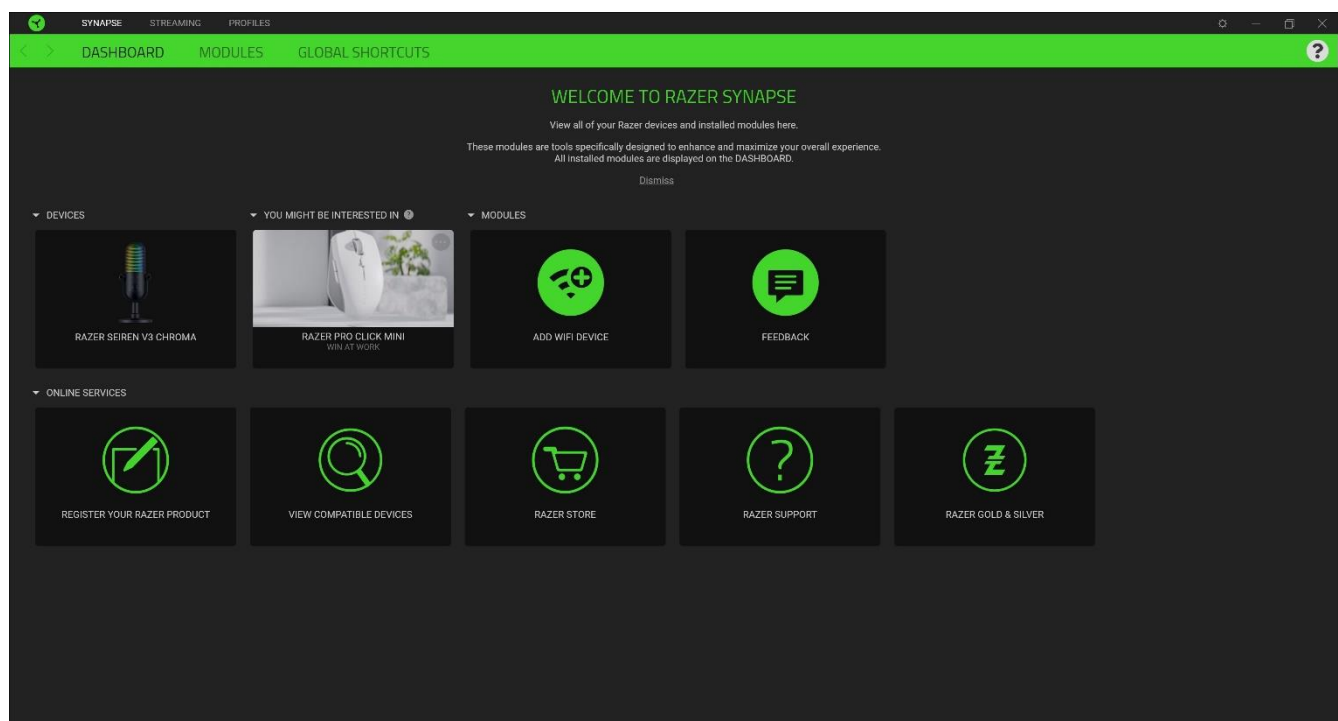 SYNAPSE STREAMING PROFILES
DASHBOARD MODULES GLOBAL SHORTCUTS ?
WELCOME TO RAZER SYNAPSE
View all of your Razer devices and installed modules here.
These modules are tools specifically designed to enhance and maximize your overall experience.
All installed modules are displayed on the DASHBOARD.
Dismiss
DEVICES
YOU MIGHT BE INTERESTED IN ?
MODULES
RAZER SEIREN V3 CHROMA
RAZER PRO CLICK MINI
WIN AT WORK
ADD WIFI DEVICE
FEEDBACK
ONLINE SERVICES
REGISTER YOUR RAZER PRODUCT
VIEW COMPATIBLE DEVICES
RAZER STORE
RAZER SUPPORT
RAZER GOLD & SILVER